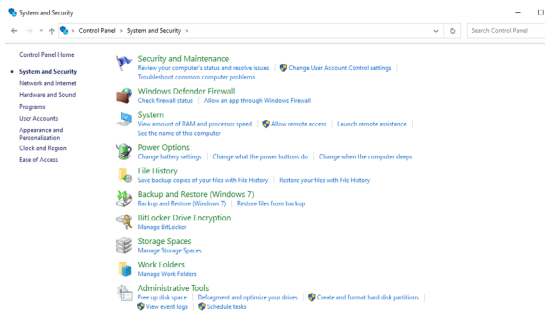 System and Security
Control Panel
System and Security
Search Control Panel
Control Panel Home
System and Security
Network and Internet
Hardware and Sound
Programs
User Accounts
Appearance and
Personalization
Clock and Region
Ease of Access
Security and Maintenance
Review your computer's status and resolve issues
Change User Account Control settings
Troubleshoot common computer problems
Windows Defender Firewall
Check firewall status
Allow an app through Windows Firewall
System
View amount of RAM and processor speed
Allow remote access
Launch remote assistance
See the name of this computer
Power Options
Change battery settings
Change what the power buttons do
Change when the computer sleeps
File History
Save backup copies of your files with File History
Restore your files with File History
Backup and Restore (Windows 7)
Backup and Restore (Windows 7)
Restore files from backup
BitLocker Drive Encryption
Manage BitLocker
Storage Spaces
Manage Storage Spaces
Work Folders
Manage Work Folders
Administrative Tools
Free up disk space
Defragment and optimize your drives
Create and format hard disk partitions
View event logs
Schedule tasks